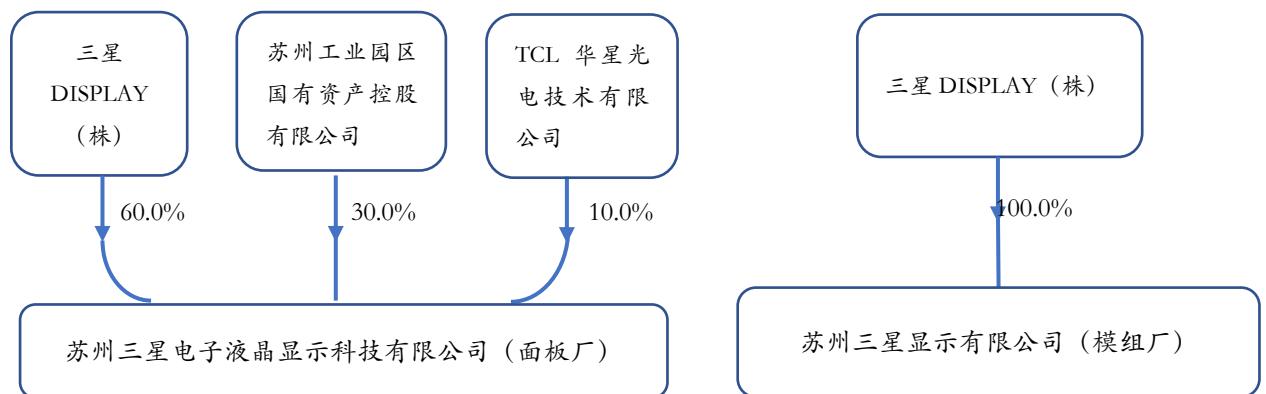 三星
DISPLAY
（株）
苏州工业园区
国有资产控股
有限公司
TCL 华星光
电技术有限
公司
三星 DISPLAY（株）
60.0%
30.0%
10.0%
100.0%
苏州三星电子液晶显示科技有限公司（面板厂）
苏州三星显示有限公司（模组厂）